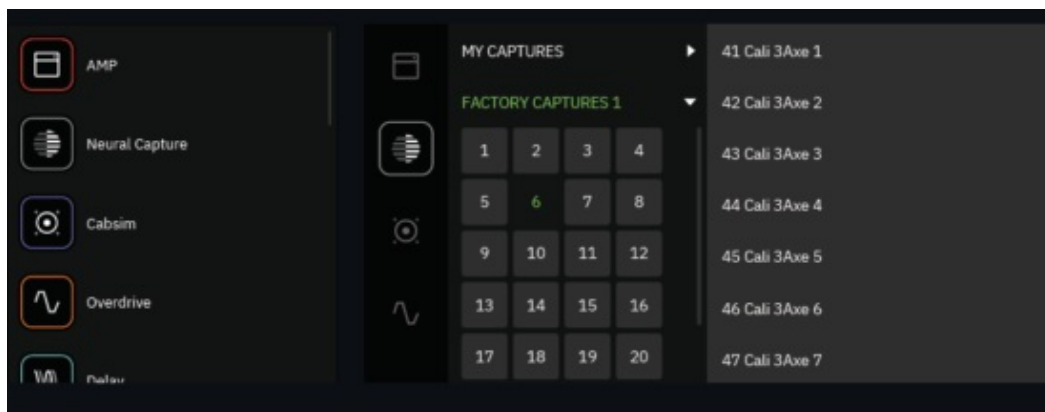 AMP
Neural Capture
Cabsim
Overdrive
Delay
MY CAPTURES
FACTORY CAPTURES 1
1 2 3 4
5 6 7 8
9 10 11 12
13 14 15 16
17 18 19 20
41 Cali 3Axe 1
42 Cali 3Axe 2
43 Cali 3Axe 3
44 Cali 3Axe 4
45 Cali 3Axe 5
46 Cali 3Axe 6
47 Cali 3Axe 7